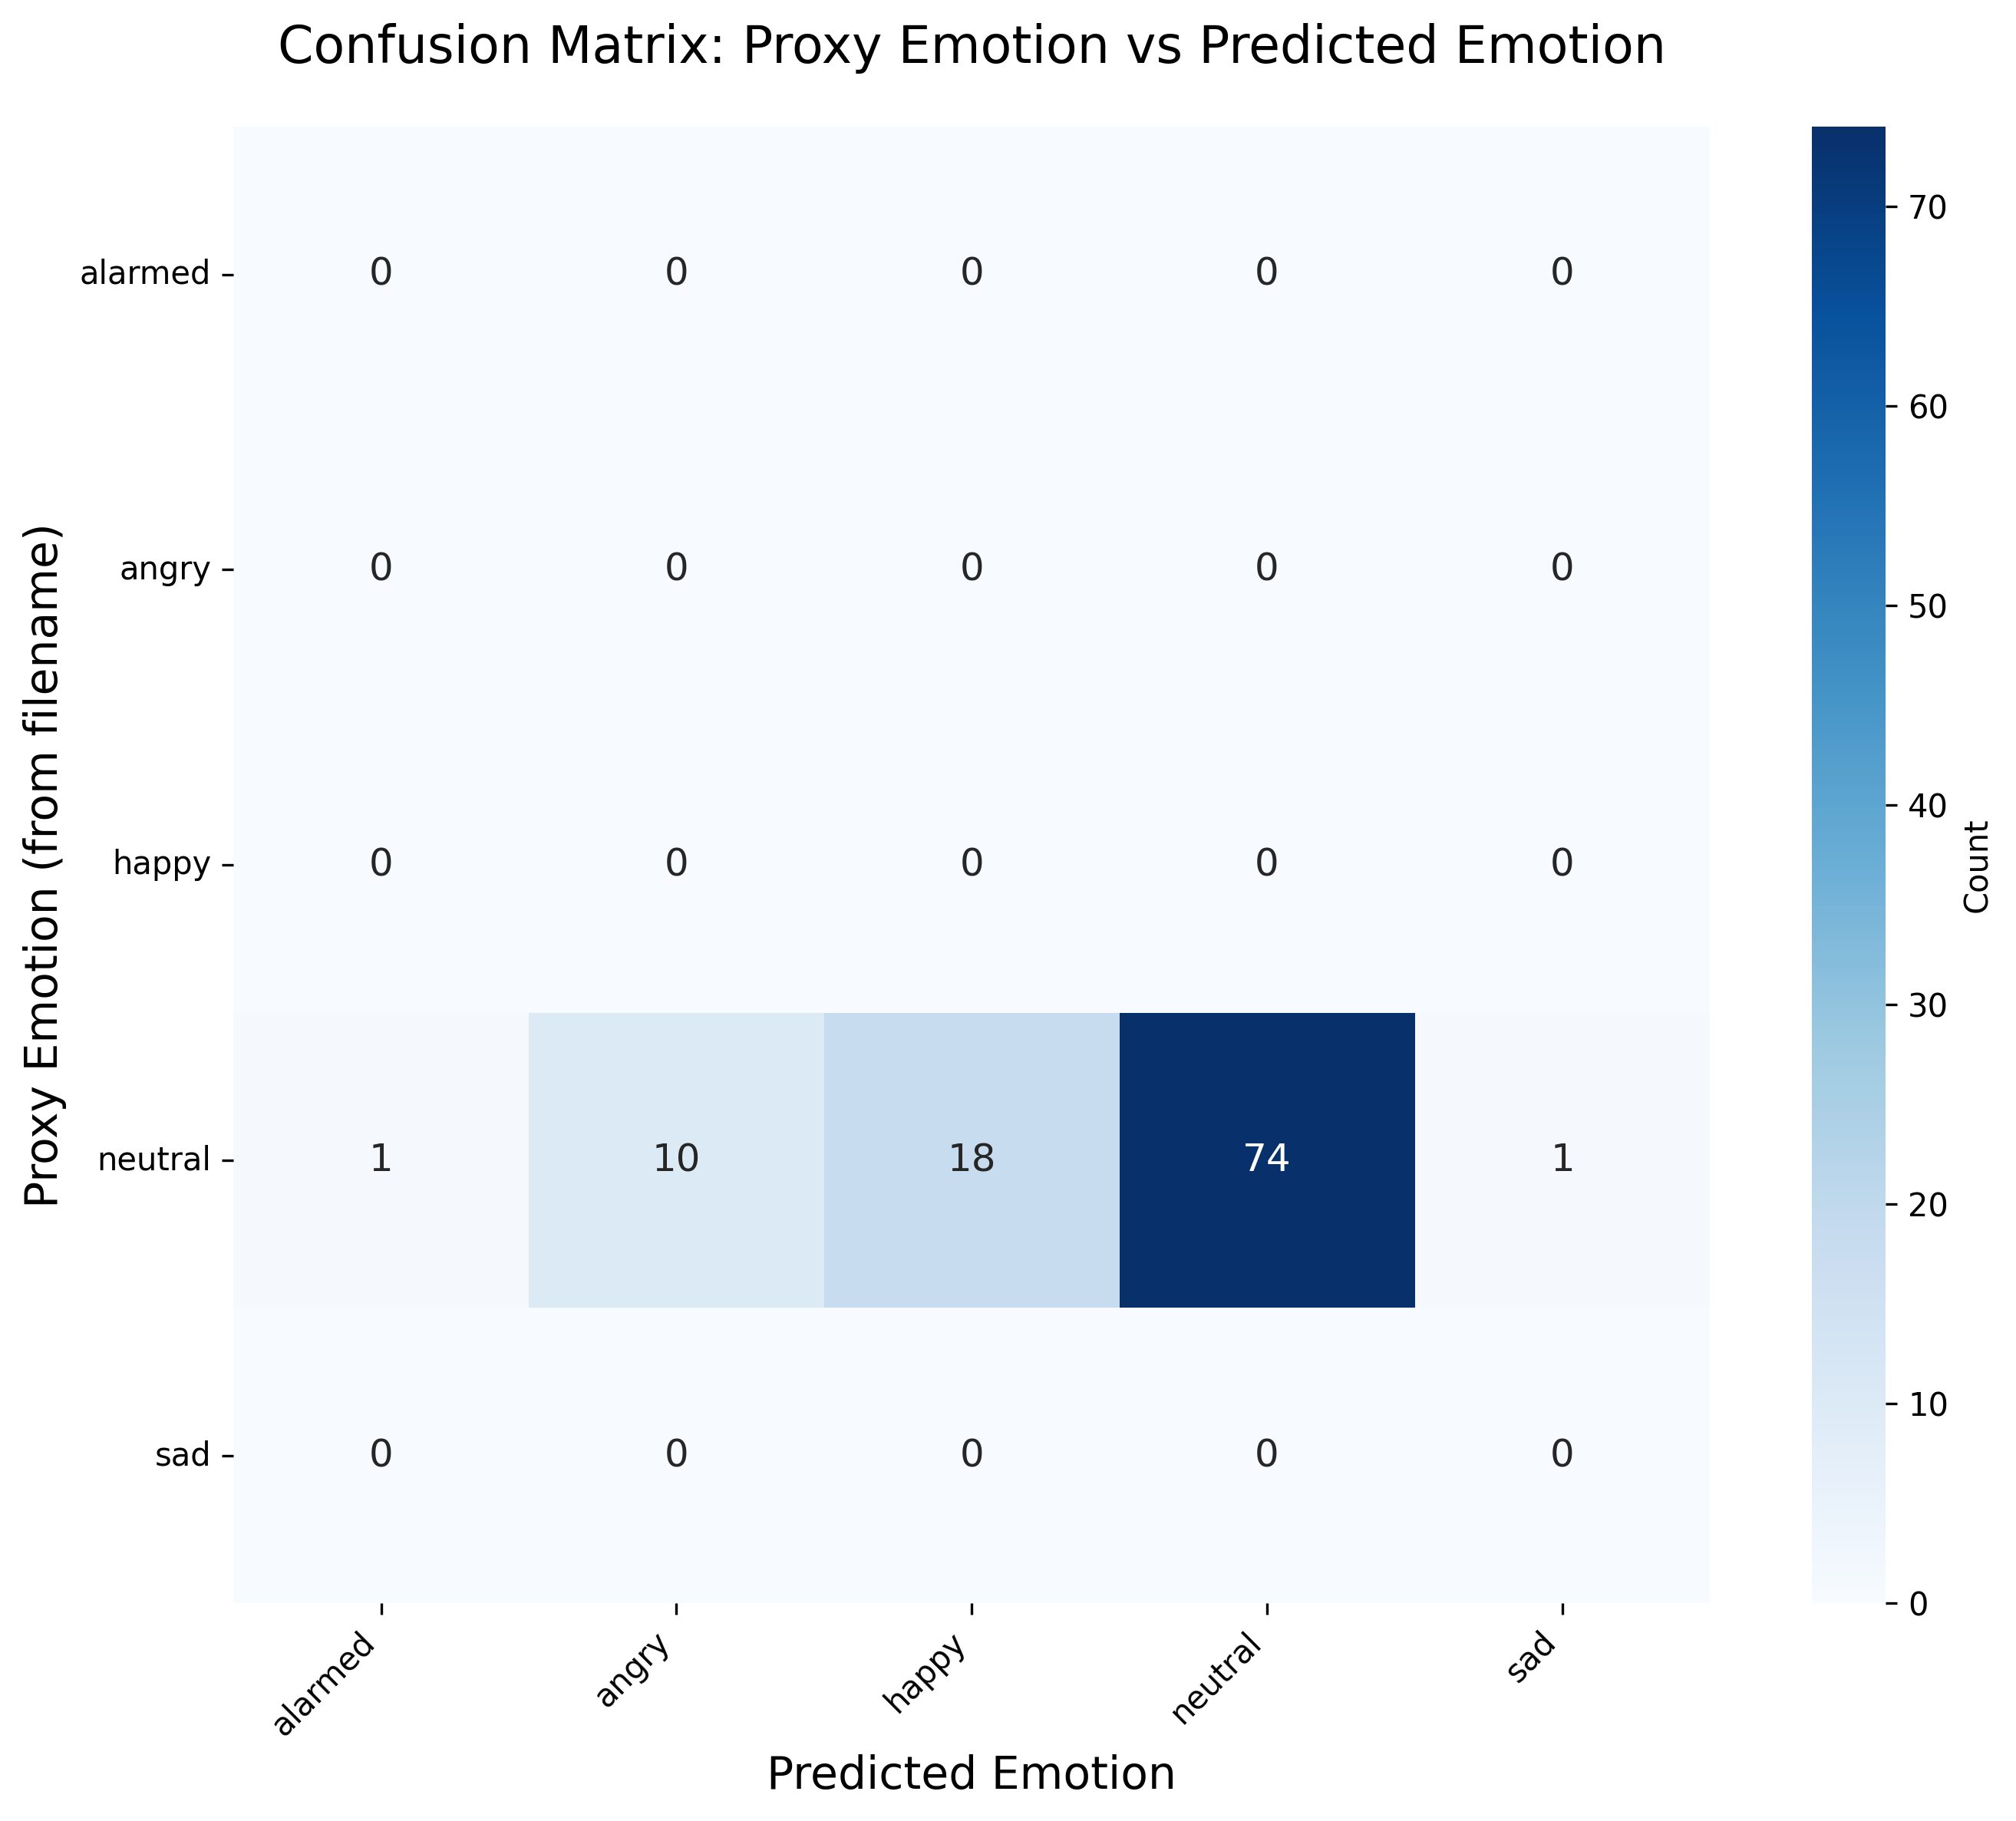 Confusion Matrix: Proxy Emotion vs Predicted Emotion
Proxy Emotion (from filename)
alarmed 0 0 0 0 0
angry 0 0 0 0 0
happy 0 0 0 0 0
neutral 1 10 18 74 1
sad 0 0 0 0 0
alarmed angry happy neutral sad
Predicted Emotion
70
60
50
40
30
20
10
0
Count